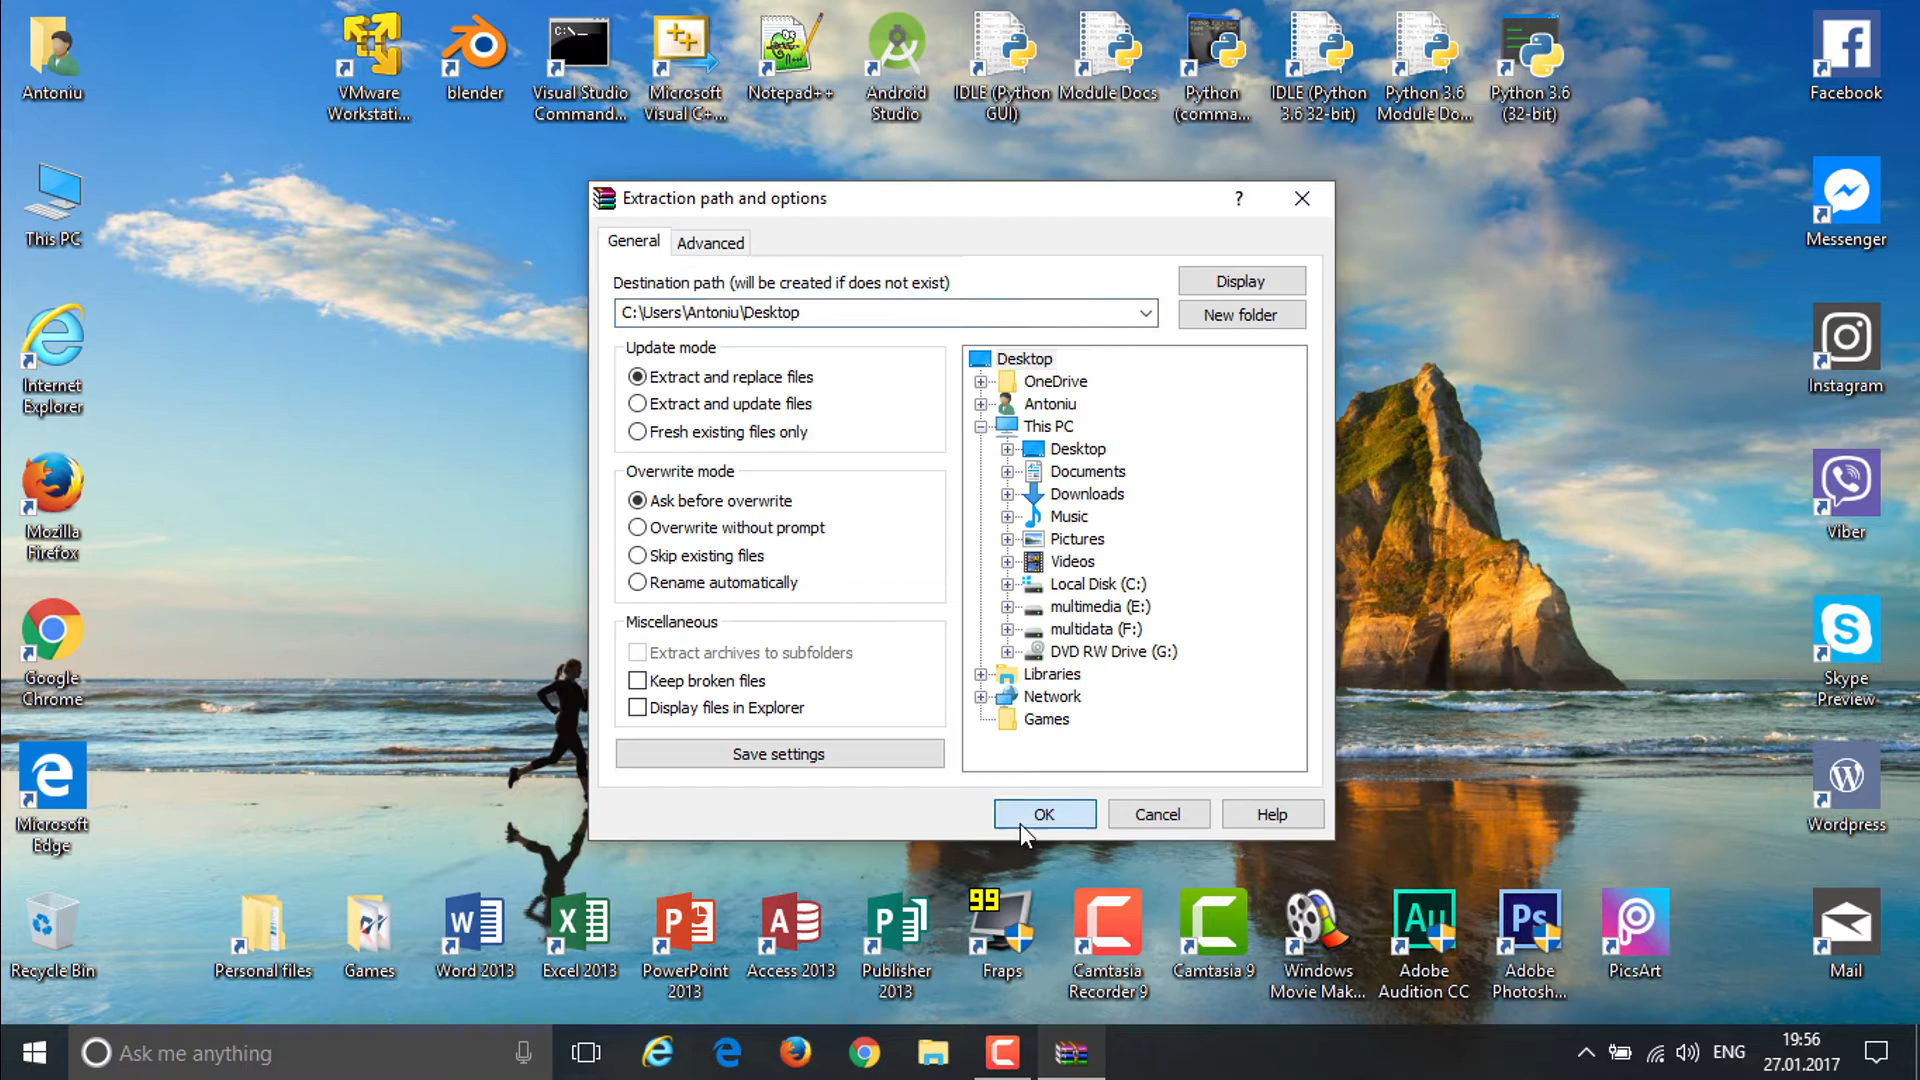 Antoniu
VMware
Workstati...
blender
C:\_
Visual Studio
Command...
Microsoft
Visual C+...
Notepad++
Android
Studio
IDLE (Python
GUI)
Module Docs
Python
(comma...
IDLE (Python
3.6 32-bit)
Python 3.6
Module Do...
Python 3.6
(32-bit)
Facebook
This PC
Messenger
Internet
Explorer
Instagram
Mozilla
Firefox
Viber
Google
Chrome
Skype
Preview
Microsoft
Edge
Wordpress
Extraction path and options
?
General
Advanced
Destination path (will be created if does not exist)
Display
C:\Users\Antoniu\Desktop
New folder
Update mode
Extract and replace files
Extract and update files
Fresh existing files only
Overwrite mode
Ask before overwrite
Overwrite without prompt
Skip existing files
Rename automatically
Miscellaneous
Extract archives to subfolders
Keep broken files
Display files in Explorer
Save settings
Desktop
OneDrive
Antoniu
This PC
Desktop
Documents
Downloads
Music
Pictures
Videos
Local Disk (C:)
multimedia (E:)
multidata (F:)
DVD RW Drive (G:)
Libraries
Network
Games
OK
Cancel
Help
Recycle Bin
Personal files
Games
Word 2013
Excel 2013
PowerPoint
2013
Access 2013
Publisher
2013
99
Fraps
Camtasia
Recorder 9
Camtasia 9
Windows
Movie Mak...
Au
Adobe
Audition CC
Ps
Adobe
Photosh...
PicsArt
Mail
Ask me anything
ENG
19:56
27.01.2017